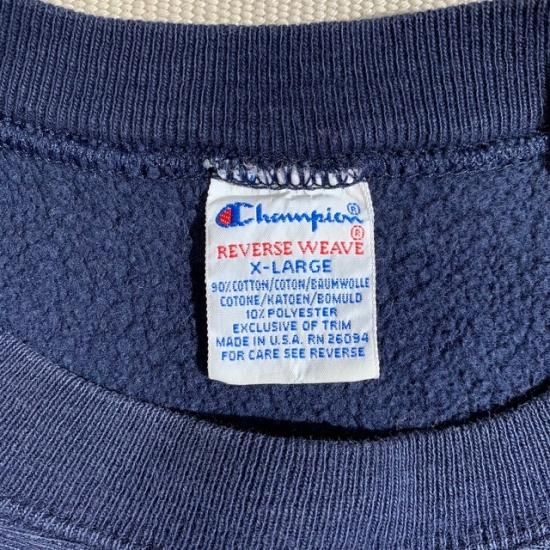 Champion®
REVERSE WEAVE®
X-LARGE
90% COTTON/COTON/BAUMWOLLE
COTONE/KATOEN/BOMULD
10% POLYESTER
EXCLUSIVE OF TRIM
MADE IN U.S.A. RN 26094
FOR CARE SEE REVERSE